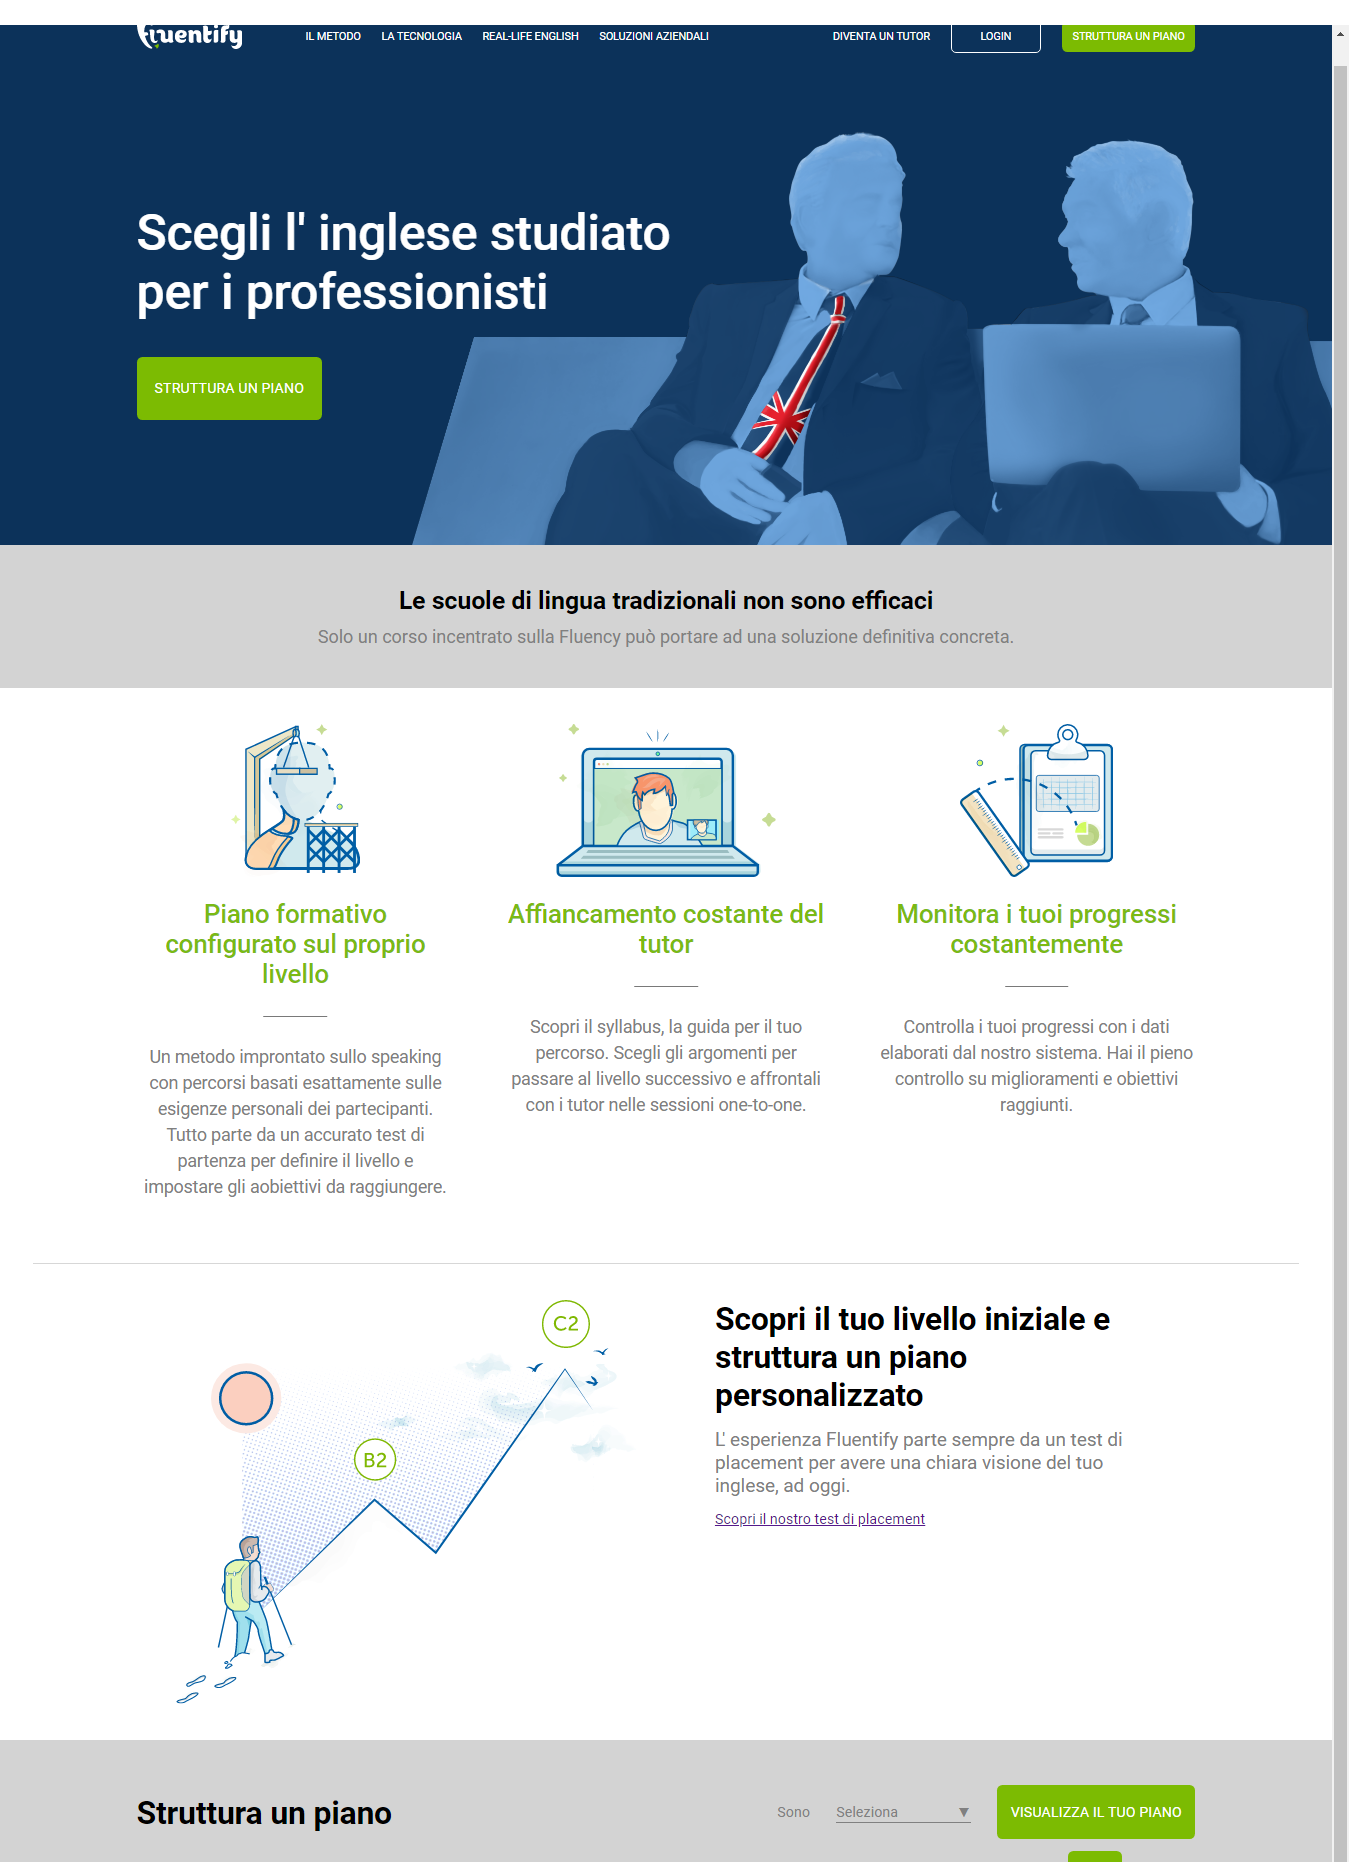 fluentify
IL METODO LA TECNOLOGIA REAL-LIFE ENGLISH SOLUZIONI AZIENDALI DIVENTA UN TUTOR LOGIN STRUTTURA UN PIANO
Scegli l' inglese studiato
per i professionisti
STRUTTURA UN PIANO
Le scuole di lingua tradizionali non sono efficaci
Solo un corso incentrato sulla Fluency può portare ad una soluzione definitiva concreta.
Piano formativo
configurato sul proprio
livello
Un metodo improntato sullo speaking
con percorsi basati esattamente sulle
esigenze personali dei partecipanti.
Tutto parte da un accurato test di
partenza per definire il livello e
impostare gli aobiettivi da raggiungere.
Affiancamento costante del
tutor
Scopri il syllabus, la guida per il tuo
percorso. Scegli gli argomenti per
passare al livello successivo e affrontali
con i tutor nelle sessioni one-to-one.
Monitora i tuoi progressi
costantemente
Controlla i tuoi progressi con i dati
elaborati dal nostro sistema. Hai il pieno
controllo su miglioramenti e obiettivi
raggiunti.
C2
B2
Scopri il tuo livello iniziale e
struttura un piano
personalizzato
L' esperienza Fluentify parte sempre da un test di
placement per avere una chiara visione del tuo
inglese, ad oggi.
Scopri il nostro test di placement
Struttura un piano
Sono Seleziona VISUALIZZA IL TUO PIANO